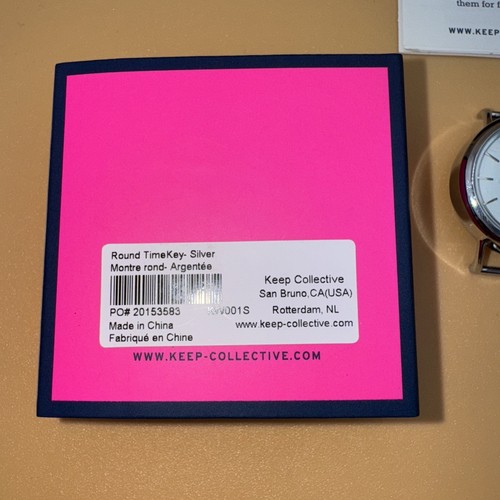 them for f
WWW.KEEP
Round TimeKey- Silver
Montre rond- Argentée
PO# 20153583
Made in China
Fabriqué en Chine
Keep Collective
San Bruno,CA(USA)
Rotterdam, NL
www.keep-collective.com
WWW.KEEP-COLLECTIVE.COM